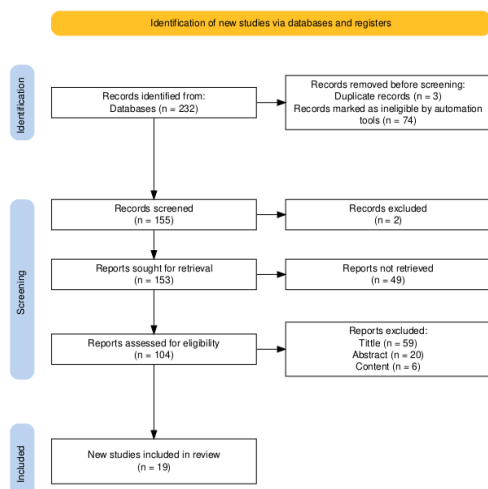 Identification of new studies via databases and registers
Identification
Records identified from:
Databases (n = 232)
Records removed before screening:
Duplicate records (n = 3)
Records marked as ineligible by automation
tools (n = 74)
Screening
Records screened
(n = 155)
Records excluded
(n = 2)
Reports sought for retrieval
(n = 153)
Reports not retrieved
(n = 49)
Reports assessed for eligibility
(n = 104)
Reports excluded:
Tittle (n = 59)
Abstract (n = 20)
Content (n = 6)
Included
New studies included in review
(n = 19)